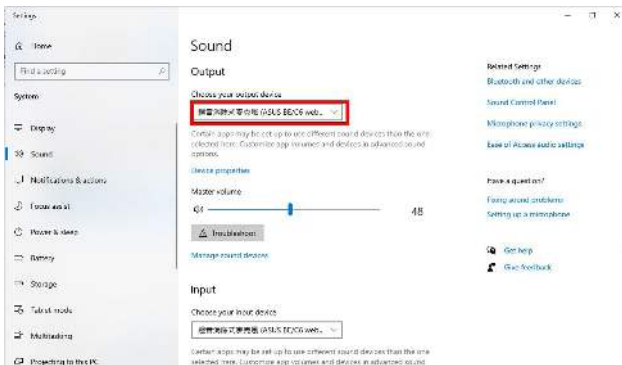 Settings
Home
Find a setting
System
Display
Sound
Notifications & actions
Focus assist
Power & sleep
Battery
Storage
Tablet mode
Multitasking
Projecting to this PC
Sound
Output
Choose your output device
(ASUS BE/C6 web...
Certain apps may be set up to use different sound devices than the one
selected here. Customize app volumes and devices in advanced sound
options.
Device properties
Master volume
48
Troubleshoot
Manage sound devices
Input
Choose your input device
(ASUS BE/C6 web...
Certain apps may be set up to use different sound devices than the one
selected here. Customize app volumes and devices in advanced sound
Related Settings
Bluetooth and other devices
Sound Control Panel
Microphone privacy settings
Ease of Access audio settings
Have a question?
Fixing sound problems
Setting up a microphone
Get help
Give feedback